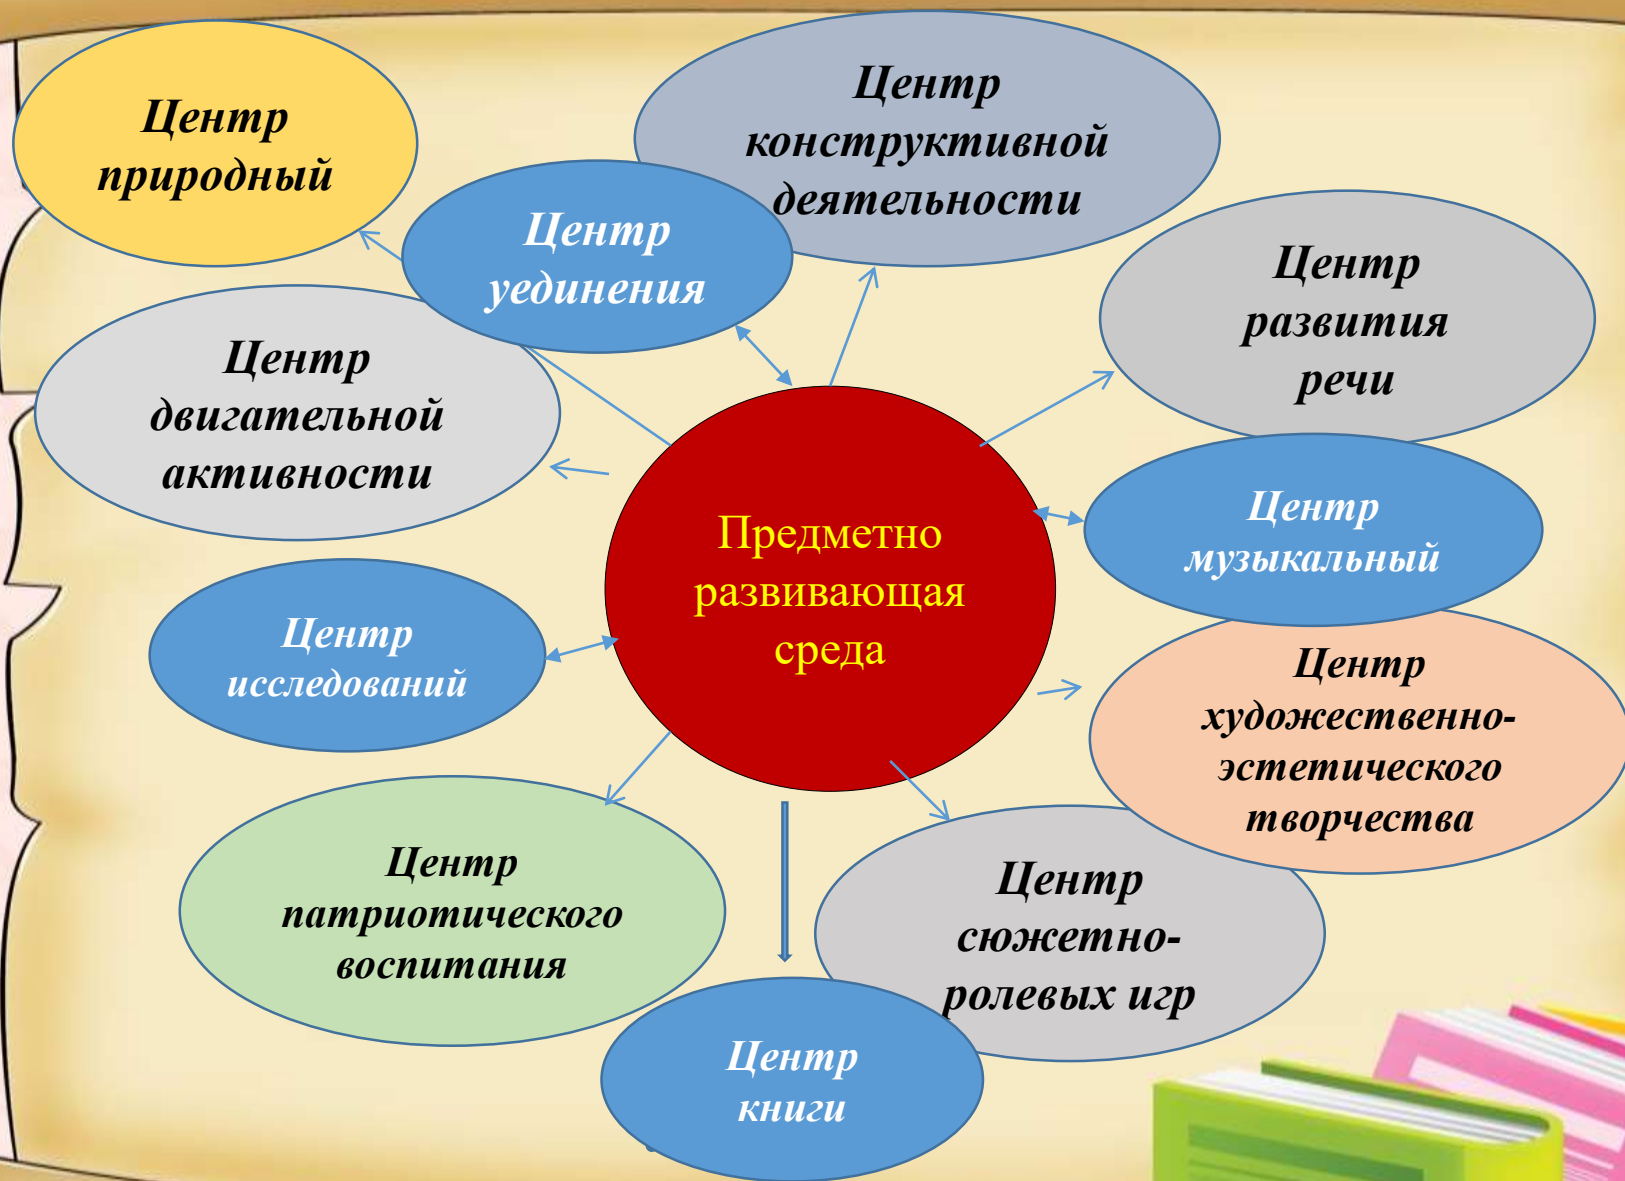 Центр
природный
Центр
конструктивной
деятельности
Центр
уединения
Центр
развития
речи
Центр
двигательной
активности
Предметно
развивающая
среда
Центр
музыкальный
Центр
исследований
Центр
художественно-
эстетического
творчества
Центр
патриотического
воспитания
Центр
сюжетно-
ролевых игр
Центр
книги